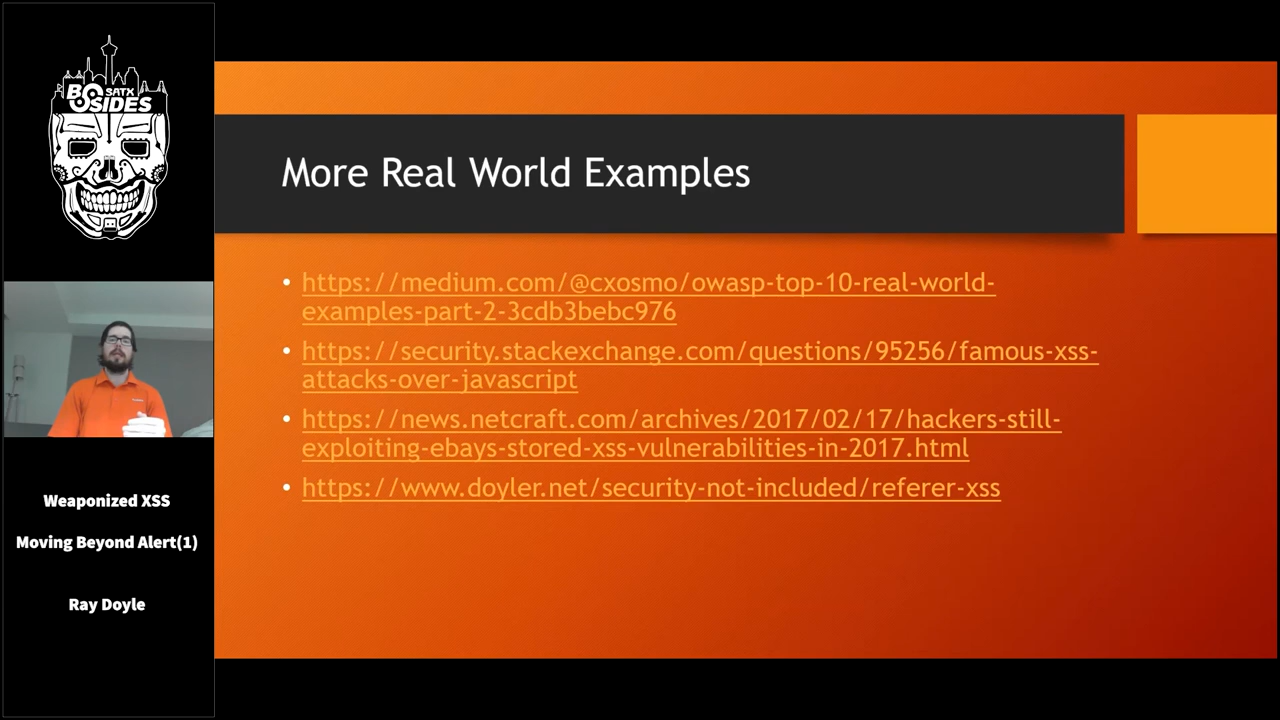 BSIDES
SATX
Weaponized XSS
Moving Beyond Alert(1)
Ray Doyle
More Real World Examples
• https://medium.com/@cxosmo/owasp-top-10-real-world-
examples-part-2-3cdb3bebc976
• https://security.stackexchange.com/questions/95256/famous-xss-
attacks-over-javascript
• https://news.netcraft.com/archives/2017/02/17/hackers-still-
exploiting-ebays-stored-xss-vulnerabilities-in-2017.html
• https://www.doyler.net/security-not-included/referer-xss